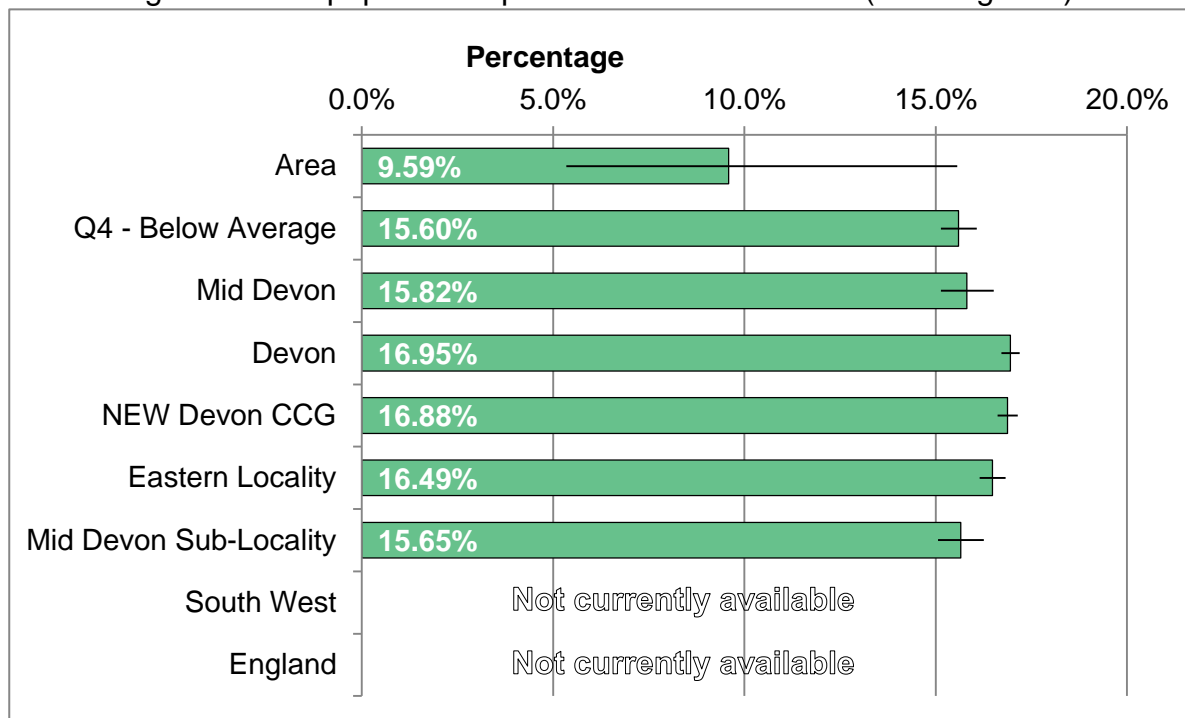 Percentage
0.0% 5.0% 10.0% 15.0% 20.0%
Area 9.59%
Q4 - Below Average 15.60%
Mid Devon 15.82%
Devon 16.95%
NEW Devon CCG 16.88%
Eastern Locality 16.49%
Mid Devon Sub-Locality 15.65%
South West Not currently available
England Not currently available